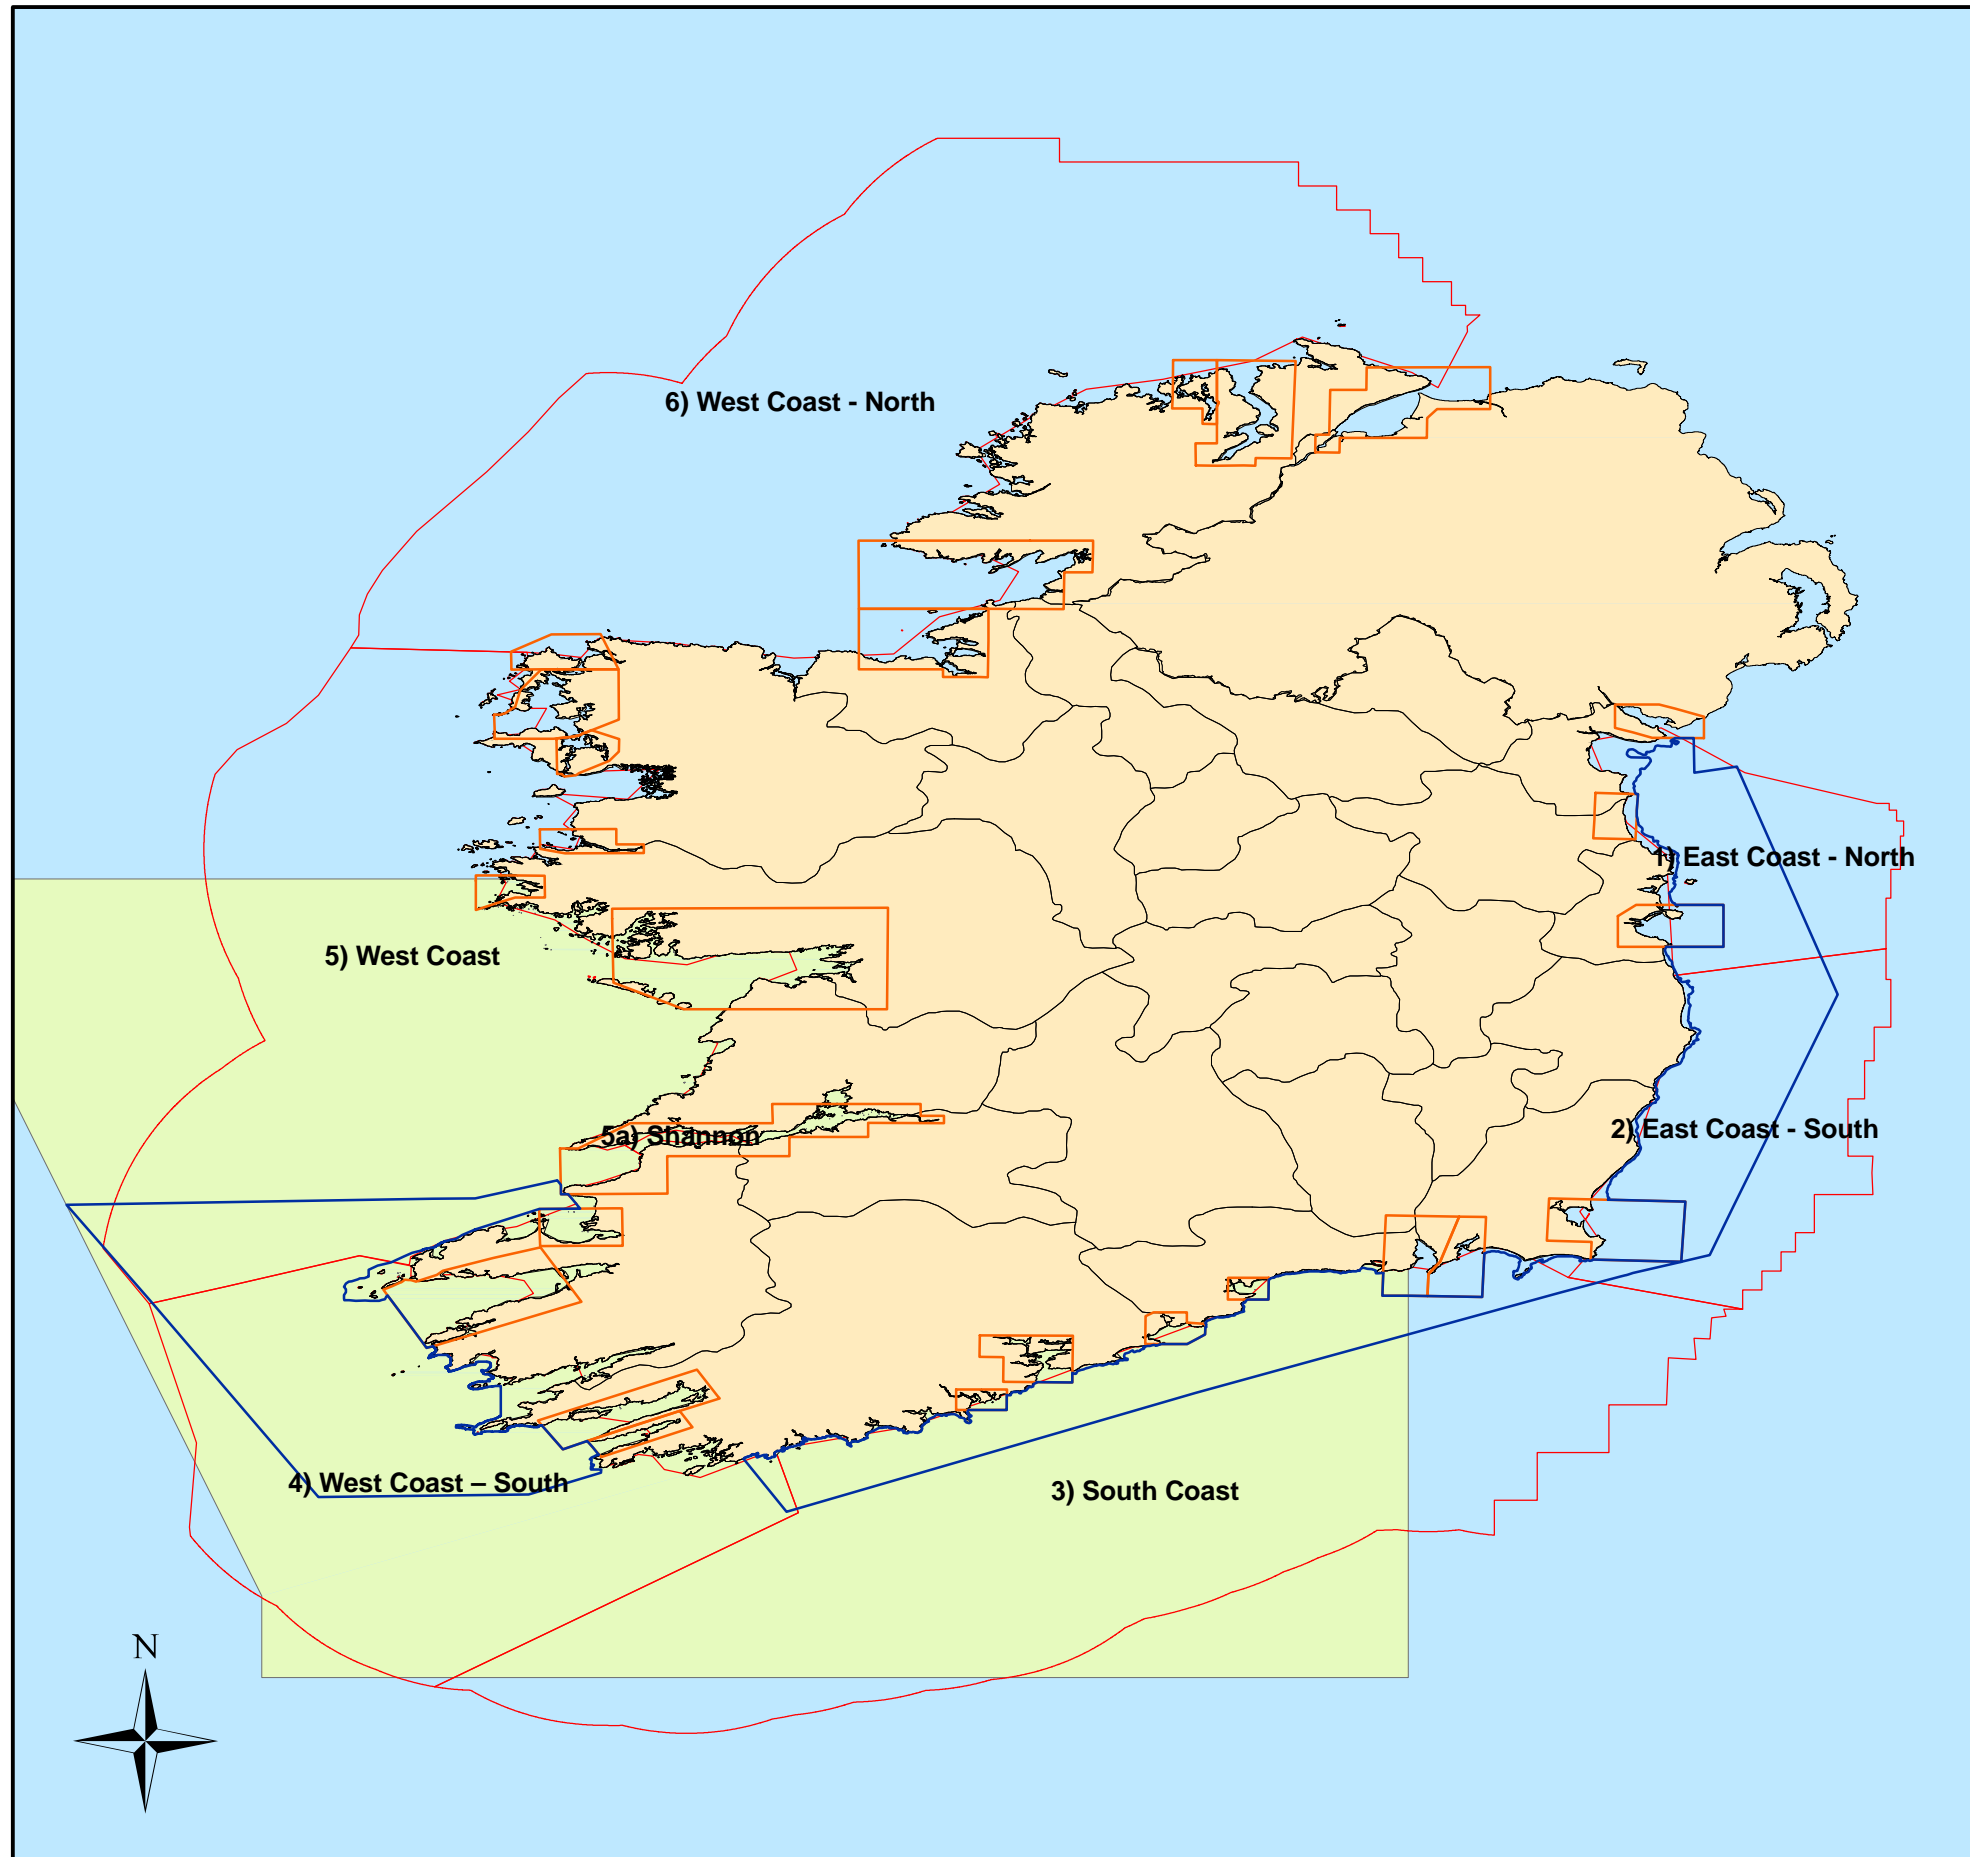 6) West Coast - North
1) East Coast - North
5) West Coast
2) East Coast - South
5a) Shannon
4) West Coast – South
3) South Coast
N